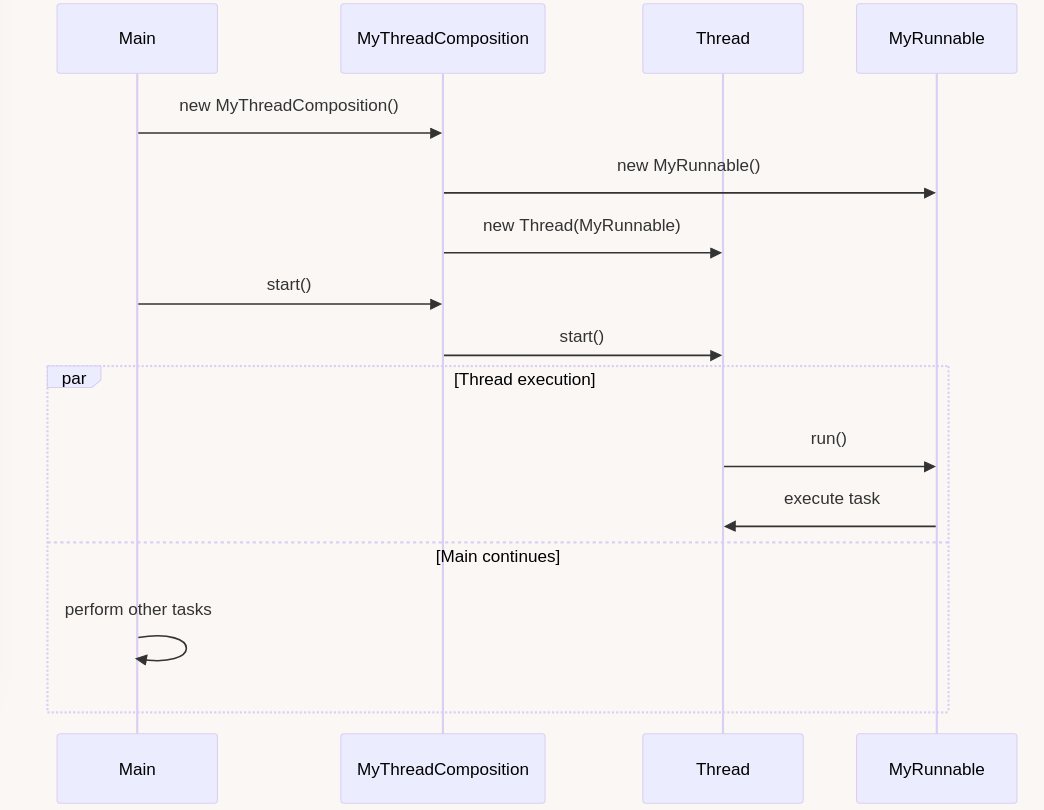 Main
MyThreadComposition
Thread
MyRunnable
new MyThreadComposition()
new MyRunnable()
new Thread(MyRunnable)
start()
start()
par
[Thread execution]
run()
execute task
[Main continues]
perform other tasks
Main
MyThreadComposition
Thread
MyRunnable